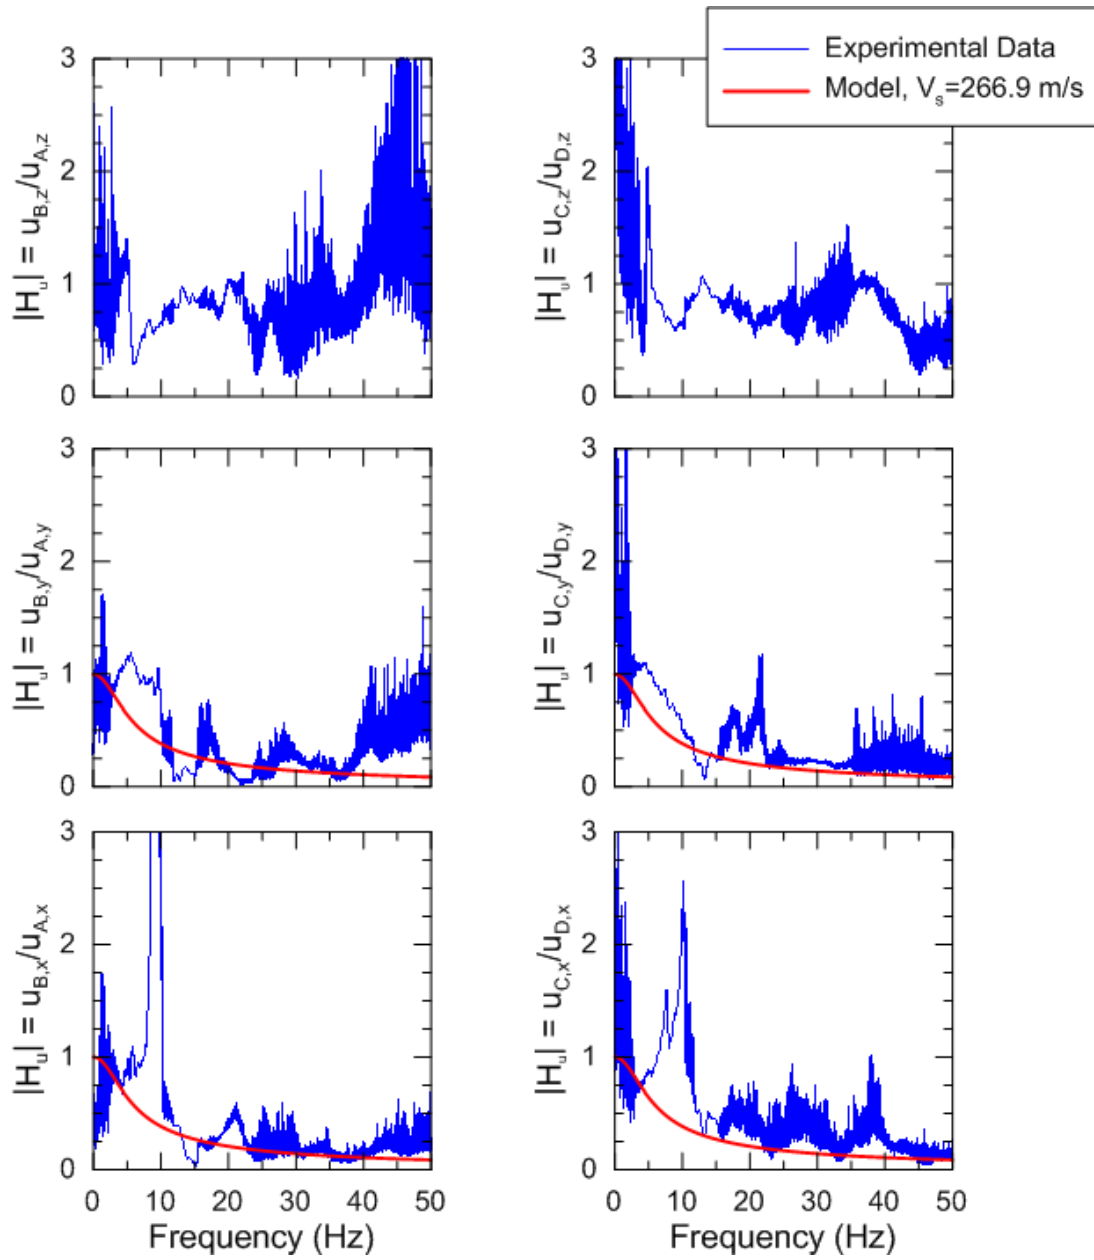 Experimental Data
Model, Vs=266.9 m/s
3
2
1
0
|Hu| = uB,z/uA,z
3
2
1
0
|Hu| = uC,z/uD,z
3
2
1
0
|Hu| = uB,y/uA,y
3
2
1
0
|Hu| = uC,y/uD,y
3
2
1
0
|Hu| = uB,x/uA,x
0 10 20 30 40 50
Frequency (Hz)
3
2
1
0
|Hu| = uC,x/uD,x
0 10 20 30 40 50
Frequency (Hz)